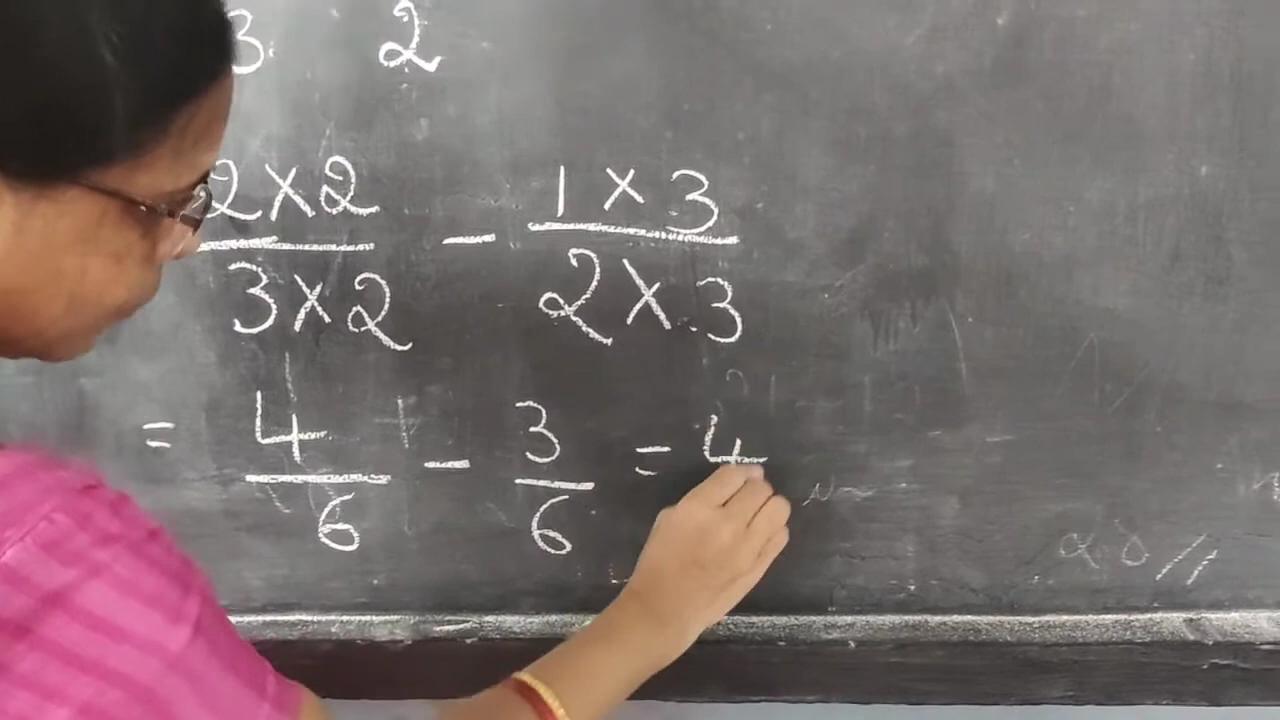 3 2
2×2 - 1×3
3×2 2×3
= 4 - 3 = 4
6 6